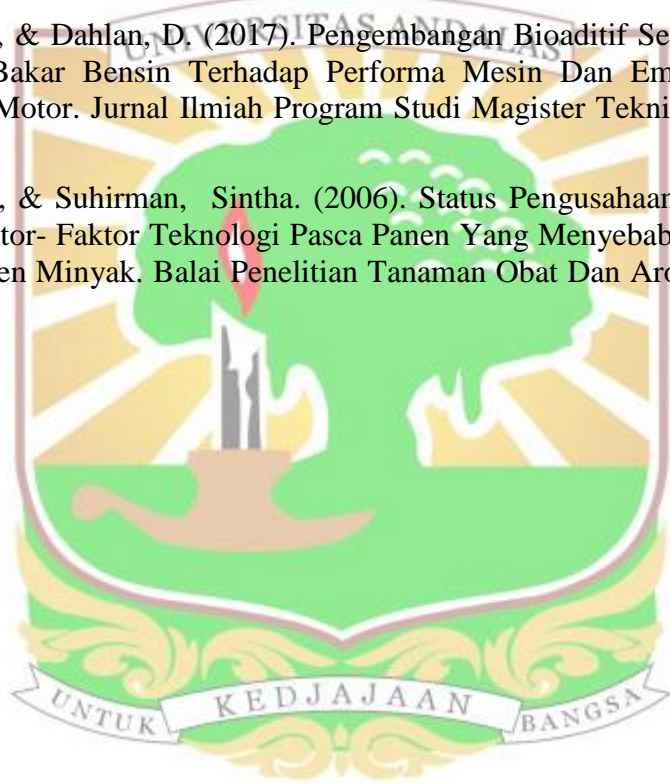 , & Dahlan, D. (2017). Pengembangan Bioaditif Se
Bakar Bensin Terhadap Performa Mesin Dan Em
Motor. Jurnal Ilmiah Program Studi Magister Tekni
, & Suhirman, Sintha. (2006). Status Pengusahaan
tor- Faktor Teknologi Pasca Panen Yang Menyebab
en Minyak. Balai Penelitian Tanaman Obat Dan Aro
UNIVERSITAS ANDALAS
UNTUK KEDJAJAAN BANGSA